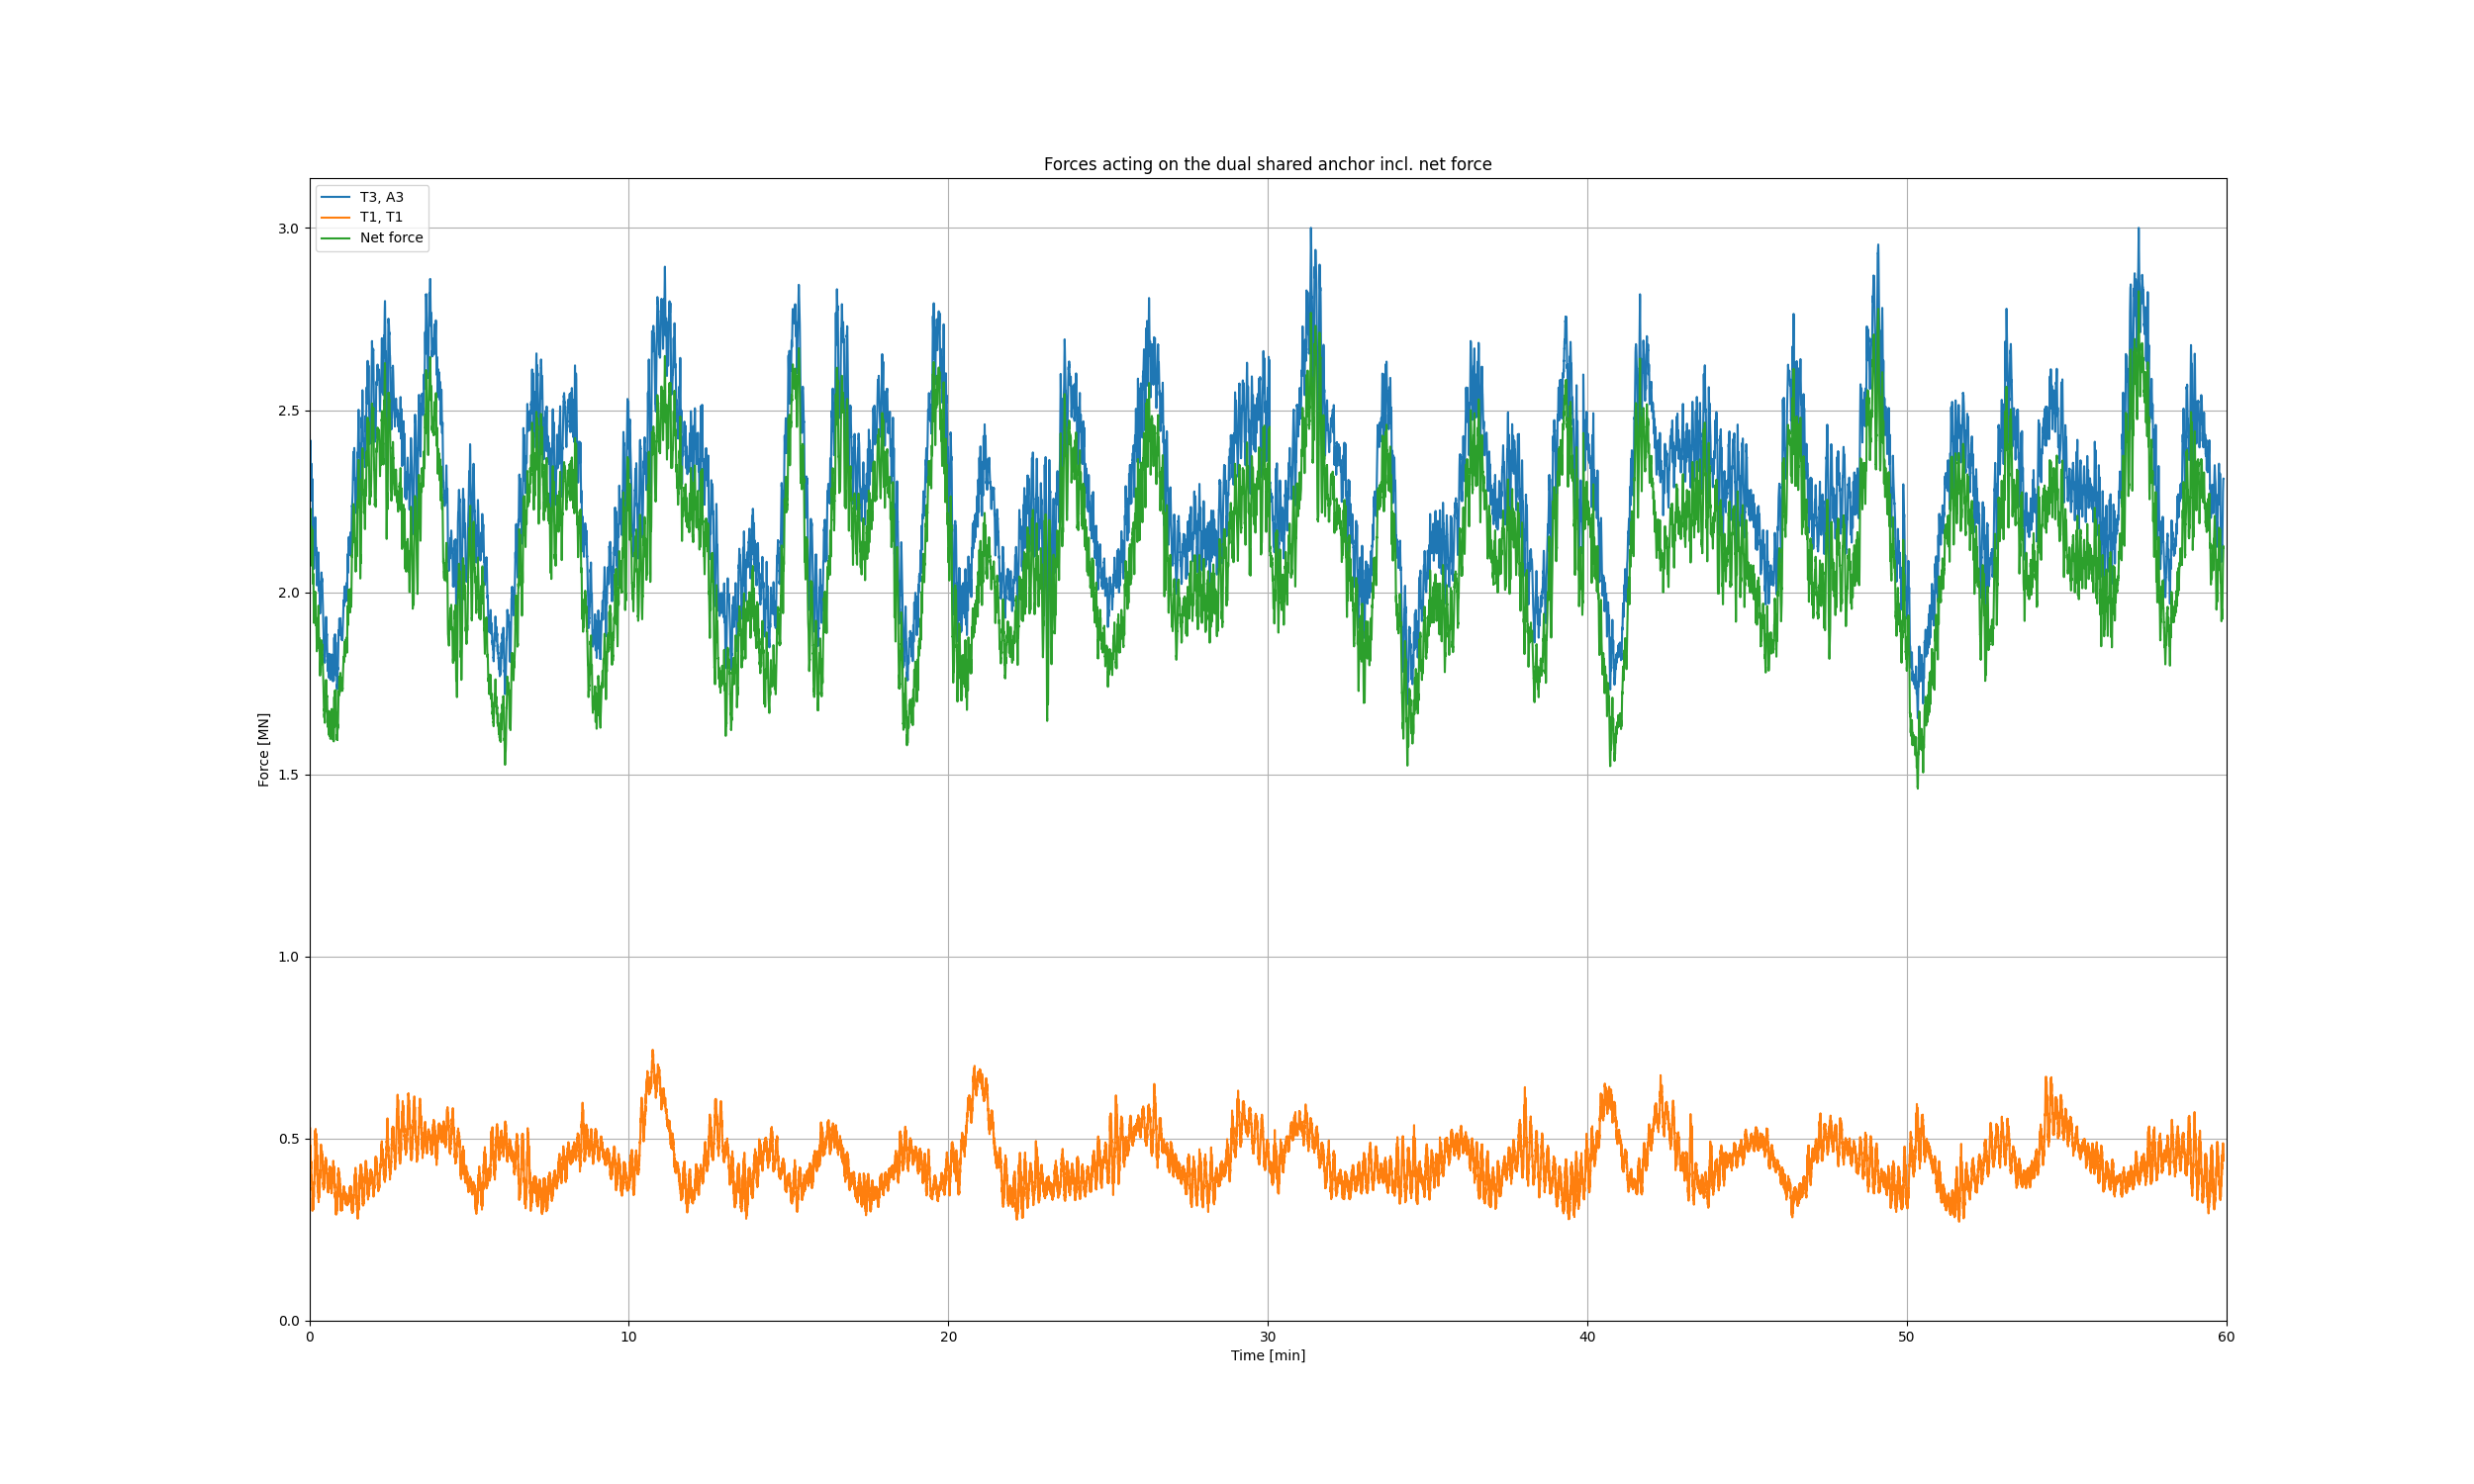 Forces acting on the dual shared anchor incl. net force
T3, A3
T1, T1
Net force
3.0
2.5
2.0
1.5
1.0
0.5
0.0
Force [MN]
0 10 20 30 40 50 60
Time [min]